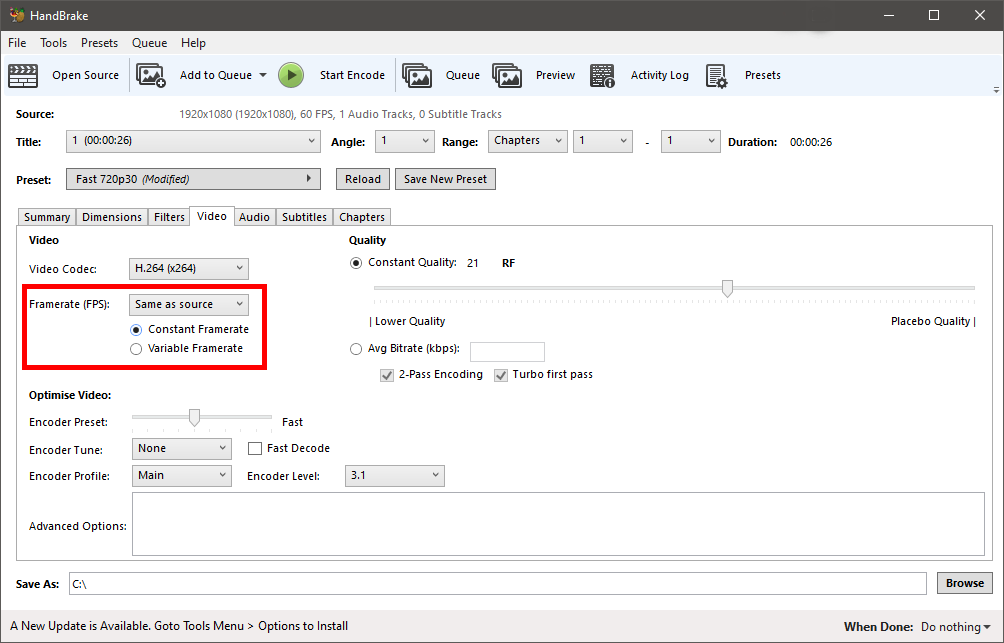 HandBrake
File Tools Presets Queue Help
Open Source Add to Queue Start Encode Queue Preview Activity Log Presets
Source: 1920x1080 (1920x1080), 60 FPS, 1 Audio Tracks, 0 Subtitle Tracks
Title: 1 (00:00:26) Angle: 1 Range: Chapters 1 - 1 Duration: 00:00:26
Preset: Fast 720p30 (Modified) Reload Save New Preset
Summary Dimensions Filters Video Audio Subtitles Chapters
Video Quality
Video Codec: H.264 (x264) Constant Quality: 21 RF
Framerate (FPS): Same as source
| Lower Quality Placebo Quality |
Constant Framerate
Variable Framerate Avg Bitrate (kbps):
2-Pass Encoding Turbo first pass
Optimise Video:
Encoder Preset: Fast
Encoder Tune: None Fast Decode
Encoder Profile: Main Encoder Level: 3.1
Advanced Options:
Save As: C:\ Browse
A New Update is Available. Goto Tools Menu > Options to Install When Done: Do nothing